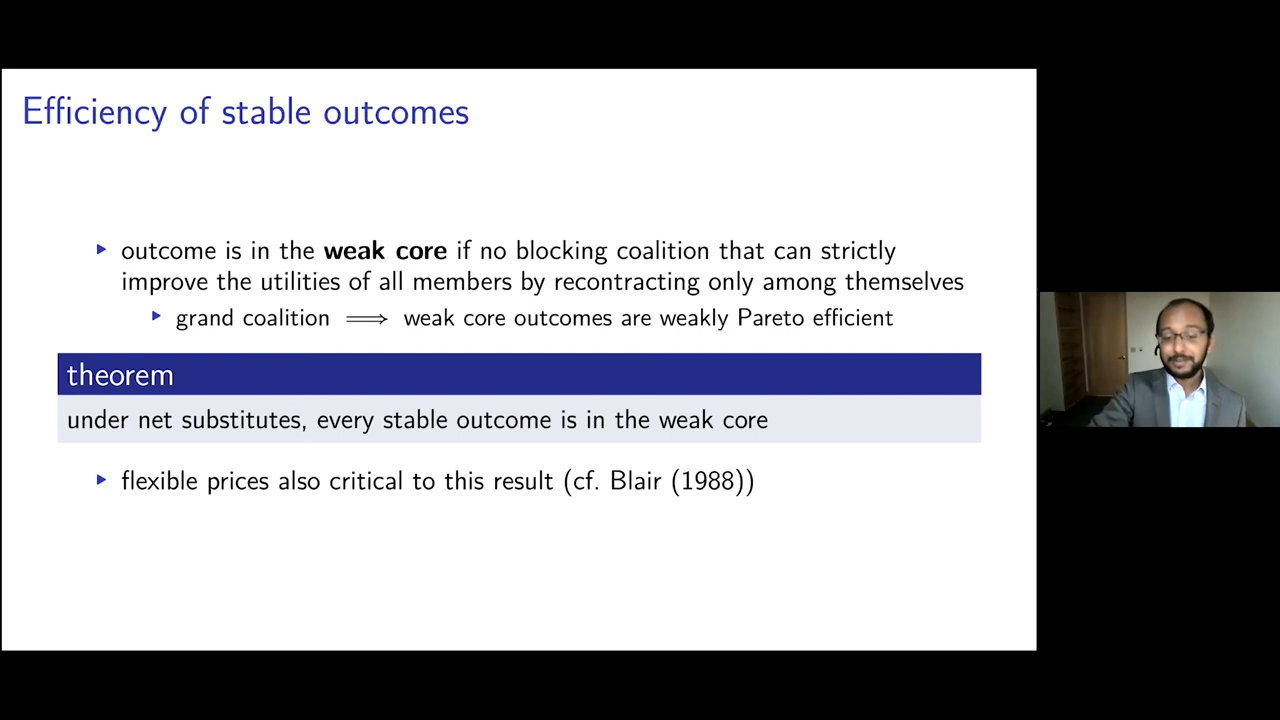 Efficiency of stable outcomes
▸ outcome is in the weak core if no blocking coalition that can strictly
improve the utilities of all members by recontracting only among themselves
▸ grand coalition ⟹ weak core outcomes are weakly Pareto efficient
theorem
under net substitutes, every stable outcome is in the weak core
▸ flexible prices also critical to this result (cf. Blair (1988))